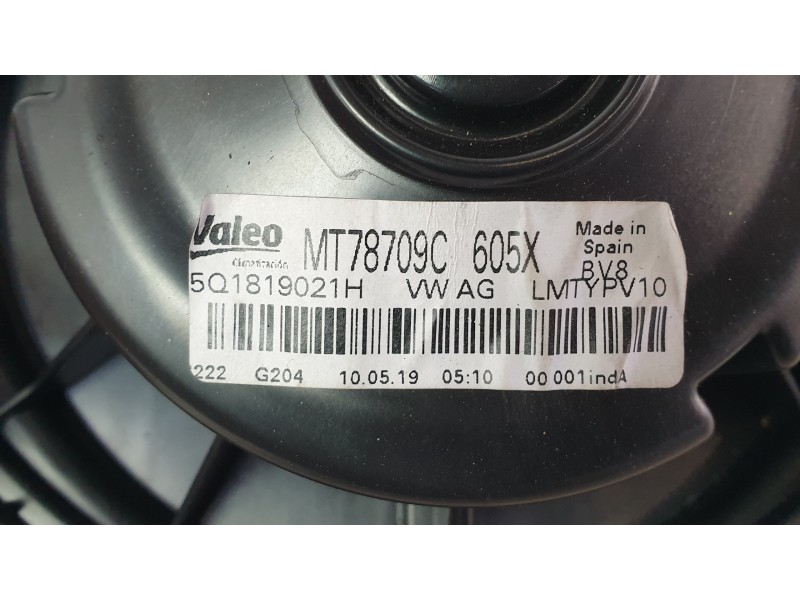 Valeo
Climatización
MT78709C 605X
Made in
Spain
BV8
5Q1819021H VW AG LMTYPV10
222 G204 10.05.19 05:10 00 001indA